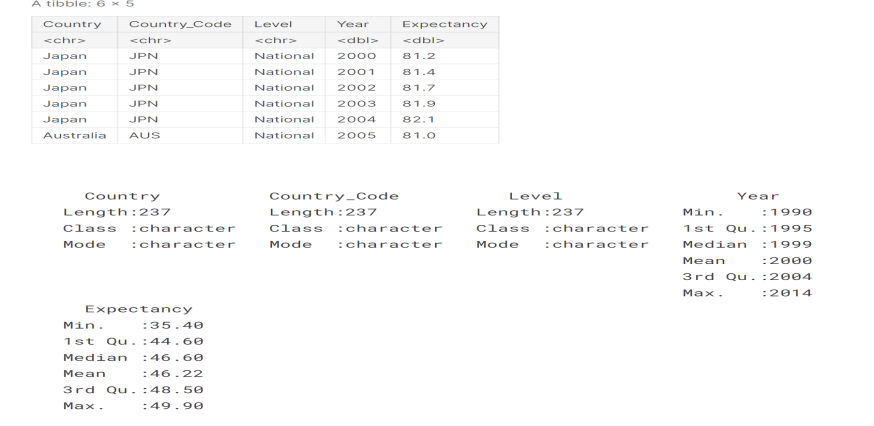 A tibble: 6 × 5
Country Country_Code Level Year Expectancy
<chr> <chr> <chr> <dbl> <dbl>
Japan JPN National 2000 81.2
Japan JPN National 2001 81.4
Japan JPN National 2002 81.7
Japan JPN National 2003 81.9
Japan JPN National 2004 82.1
Australia AUS National 2005 81.0
Country Country_Code Level Year
Length:237 Length:237 Length:237 Min. :1990
Class :character Class :character Class :character 1st Qu.:1995
Mode :character Mode :character Mode :character Median :1999
Mean :2000
3rd Qu.:2004
Max. :2014
Expectancy
Min. :35.40
1st Qu.:44.60
Median :46.60
Mean :46.22
3rd Qu.:48.50
Max. :49.90